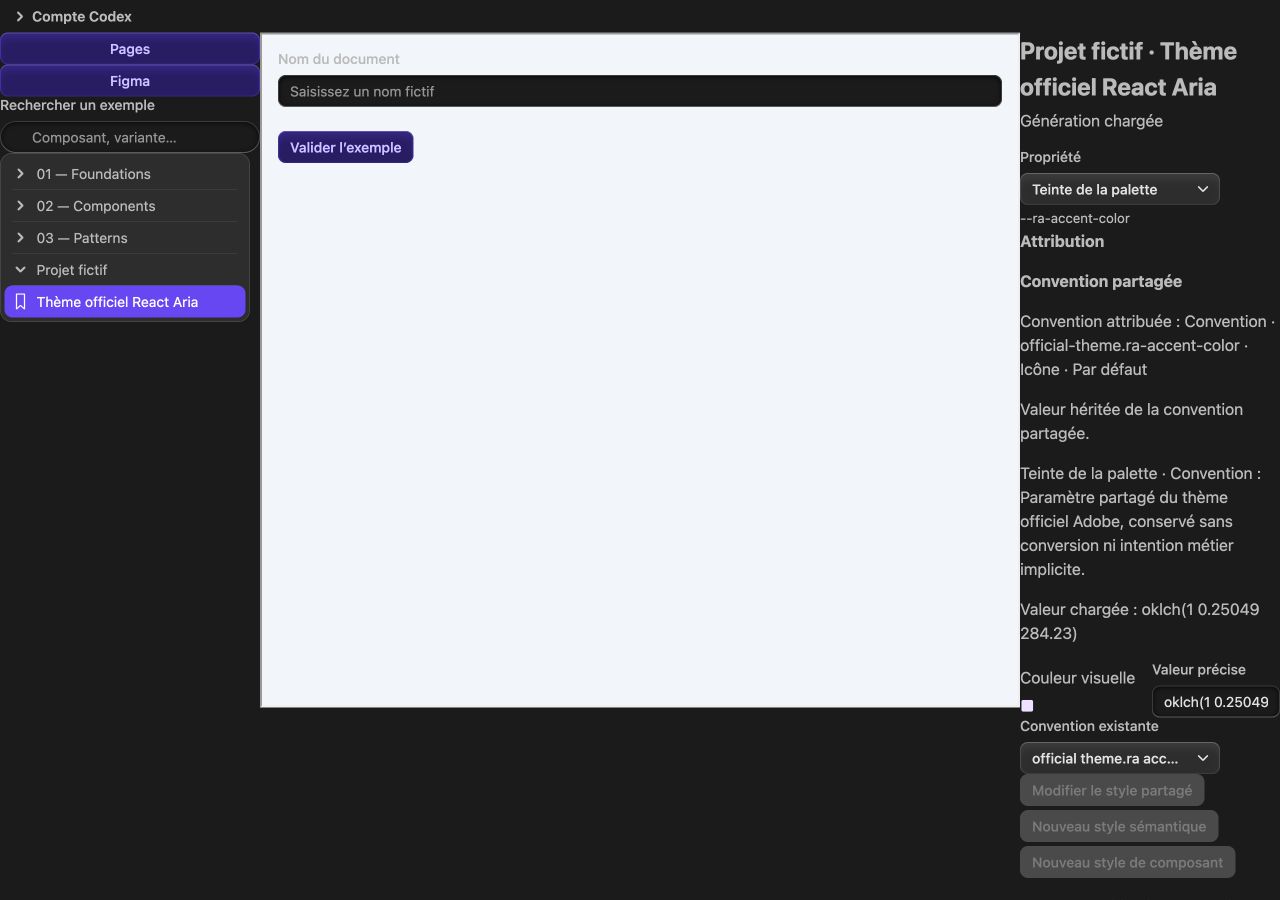 Compte Codex
Pages
Figma
Rechercher un exemple
Composant, variante...
01 — Foundations
02 — Components
03 — Patterns
Projet fictif
Thème officiel React Aria
Nom du document
Saisissez un nom fictif
Valider l’exemple
Projet fictif · Thème
officiel React Aria
Génération chargée
Propriété
Teinte de la palette
--ra-accent-color
Attribution
Convention partagée
Convention attribuée : Convention ·
official-theme.ra-accent-color ·
Icône · Par défaut
Valeur héritée de la convention
partagée.
Teinte de la palette · Convention :
Paramètre partagé du thème
officiel Adobe, conservé sans
conversion ni intention métier
implicite.
Valeur chargée : oklch(1 0.25049
284.23)
Couleur visuelle
Valeur précise
oklch(1 0.25049
Convention existante
official theme.ra acc...
Modifier le style partagé
Nouveau style sémantique
Nouveau style de composant